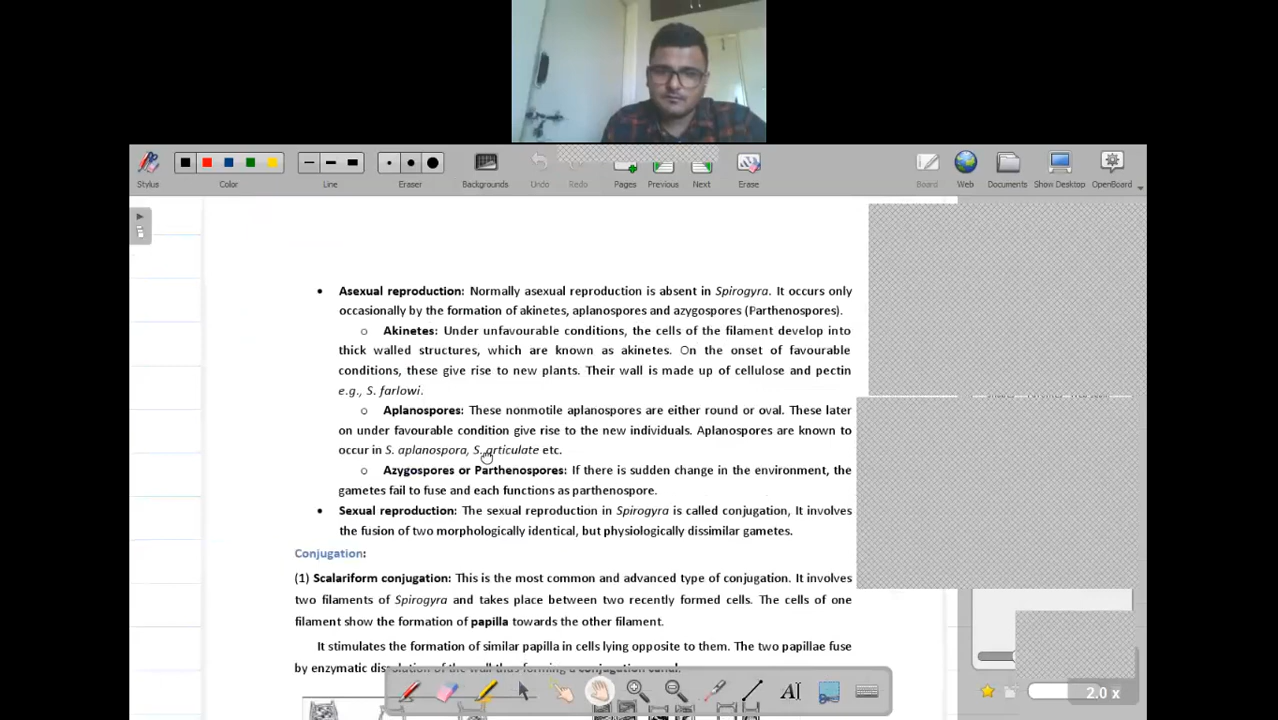 Stylus
Color
Line
Eraser
Backgrounds
Undo
Redo
Pages
Previous
Next
Erase
Board
Web
Documents
Show Desktop
OpenBoard
• Asexual reproduction: Normally asexual reproduction is absent in Spirogyra. It occurs only
occasionally by the formation of akinetes, aplanospores and azygospores (Parthenospores).
o Akinetes: Under unfavourable conditions, the cells of the filament develop into
thick walled structures, which are known as akinetes. On the onset of favourable
conditions, these give rise to new plants. Their wall is made up of cellulose and pectin
e.g., S. farlowi.
o Aplanospores: These nonmotile aplanospores are either round or oval. These later
on under favourable condition give rise to the new individuals. Aplanospores are known to
occur in S. aplanospora, S. articulate etc.
o Azygospores or Parthenospores: If there is sudden change in the environment, the
gametes fail to fuse and each functions as parthenospore.
• Sexual reproduction: The sexual reproduction in Spirogyra is called conjugation, It involves
the fusion of two morphologically identical, but physiologically dissimilar gametes.
Conjugation:
(1) Scalariform conjugation: This is the most common and advanced type of conjugation. It involves
two filaments of Spirogyra and takes place between two recently formed cells. The cells of one
filament show the formation of papilla towards the other filament.
It stimulates the formation of similar papilla in cells lying opposite to them. The two papillae fuse
by enzymatic dissolution of the wall thus forming a conjugation canal.
2.0 x